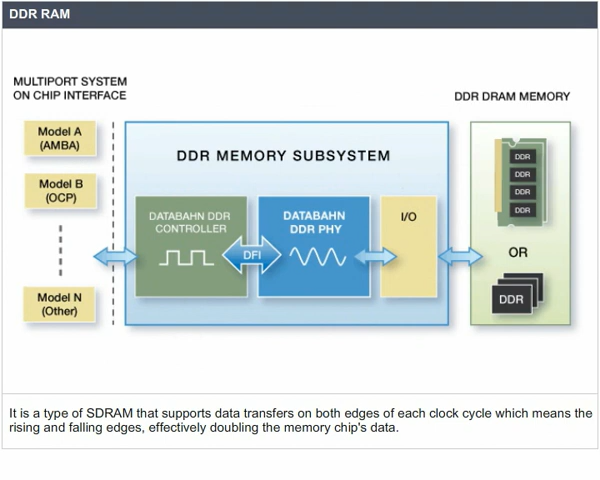 DDR RAM
MULTIPORT SYSTEM
ON CHIP INTERFACE
DDR DRAM MEMORY
Model A
(AMBA)
DDR MEMORY SUBSYSTEM
DDR
DDR
DDR
DDR
Model B
(OCP)
DATABAHN DDR
CONTROLLER
DATABAHN
DDR PHY
I/O
DFI
OR
Model N
(Other)
DDR
It is a type of SDRAM that supports data transfers on both edges of each clock cycle which means the
rising and falling edges, effectively doubling the memory chip's data.